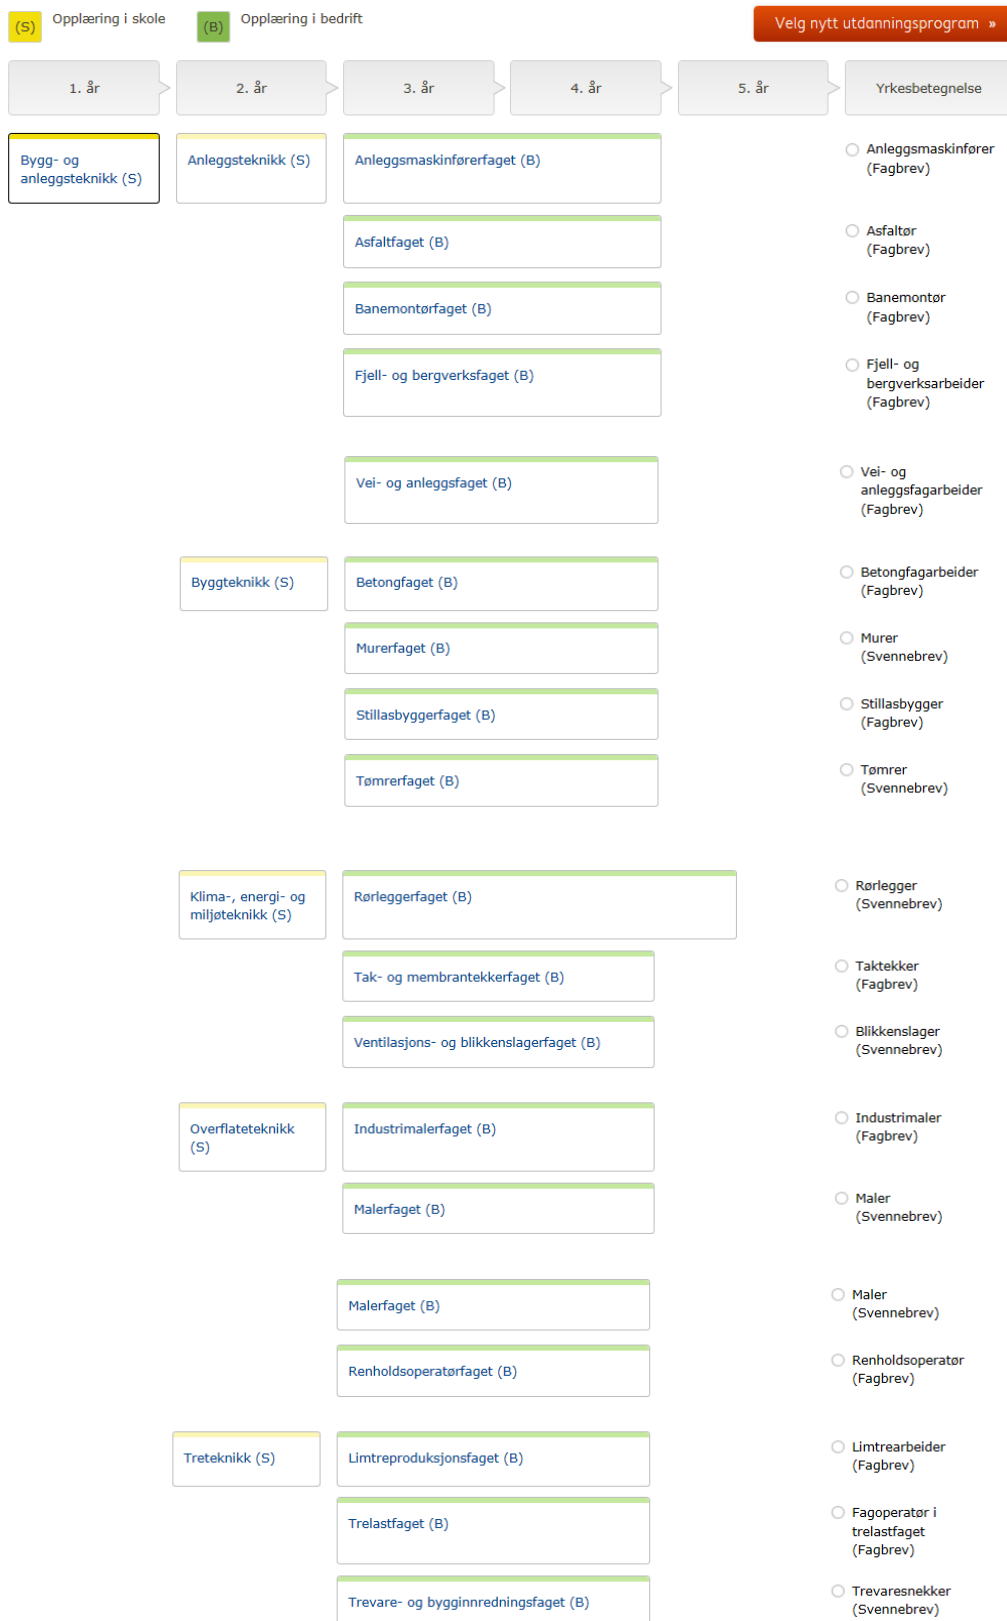 (S) Opplæring i skole (B) Opplæring i bedrift Velg nytt utdanningsprogram »
1. år 2. år 3. år 4. år 5. år Yrkesbetegnelse
Bygg- og
anleggsteknikk (S)
Anleggsteknikk (S)
Anleggsmaskinførerfaget (B)
Anleggsmaskinfører
(Fagbrev)
Asfaltfaget (B)
Asfaltør
(Fagbrev)
Banemontørfaget (B)
Banemontør
(Fagbrev)
Fjell- og bergverksfaget (B)
Fjell- og
bergverksarbeider
(Fagbrev)
Vei- og anleggsfaget (B)
Vei- og
anleggsfagarbeider
(Fagbrev)
Byggteknikk (S)
Betongfaget (B)
Betongfagarbeider
(Fagbrev)
Murerfaget (B)
Murer
(Svennebrev)
Stillasbyggerfaget (B)
Stillasbygger
(Fagbrev)
Tømrerfaget (B)
Tømrer
(Svennebrev)
Klima-, energi- og
miljøteknikk (S)
Rørleggerfaget (B)
Rørlegger
(Svennebrev)
Tak- og membrantekkerfaget (B)
Taktekker
(Fagbrev)
Ventilasjons- og blikkenslagerfaget (B)
Blikkenslager
(Svennebrev)
Overflateteknikk
(S)
Industrimalerfaget (B)
Industrimaler
(Fagbrev)
Malerfaget (B)
Maler
(Svennebrev)
Malerfaget (B)
Maler
(Svennebrev)
Renholdsoperatørfaget (B)
Renholdsoperatør
(Fagbrev)
Treteknikk (S)
Limtreproduksjonsfaget (B)
Limtrearbeider
(Fagbrev)
Trelastfaget (B)
Fagoperatør i
trelastfaget
(Fagbrev)
Trevare- og bygginnredningsfaget (B)
Trevaresnekker
(Svennebrev)